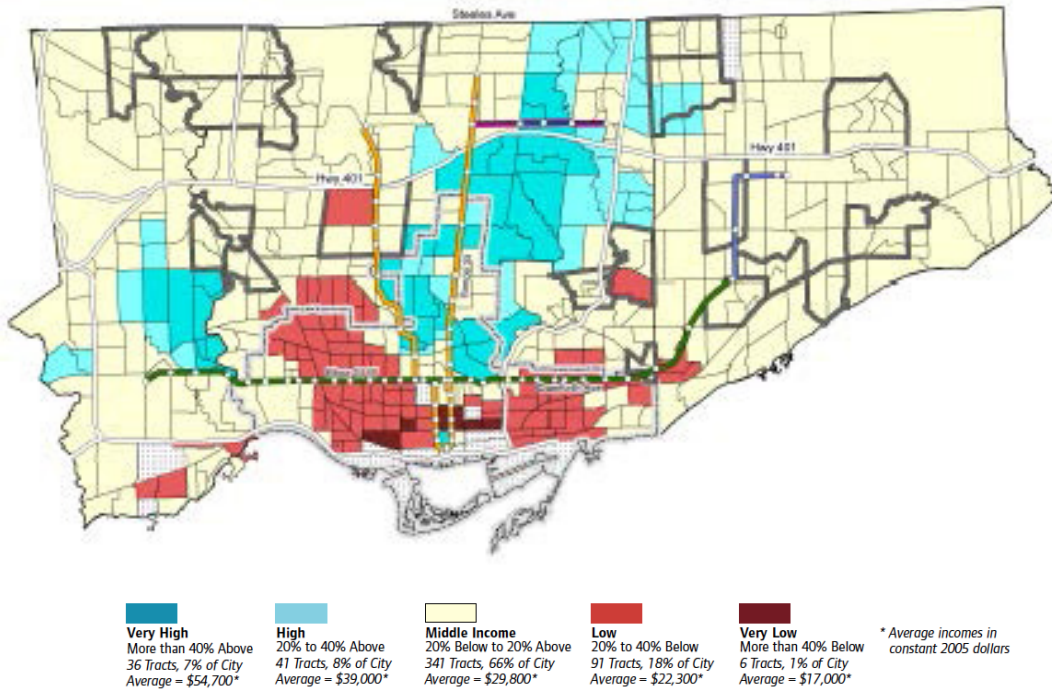 Steeles Ave
Hwy 401
Hwy 401
Very High
More than 40% Above
36 Tracts, 7% of City
Average = $54,700*
High
20% to 40% Above
41 Tracts, 8% of City
Average = $39,000*
Middle Income
20% Below to 20% Above
341 Tracts, 66% of City
Average = $29,800*
Low
20% to 40% Below
91 Tracts, 18% of City
Average = $22,300*
Very Low
More than 40% Below
6 Tracts, 1% of City
Average = $17,000*
* Average incomes in
constant 2005 dollars